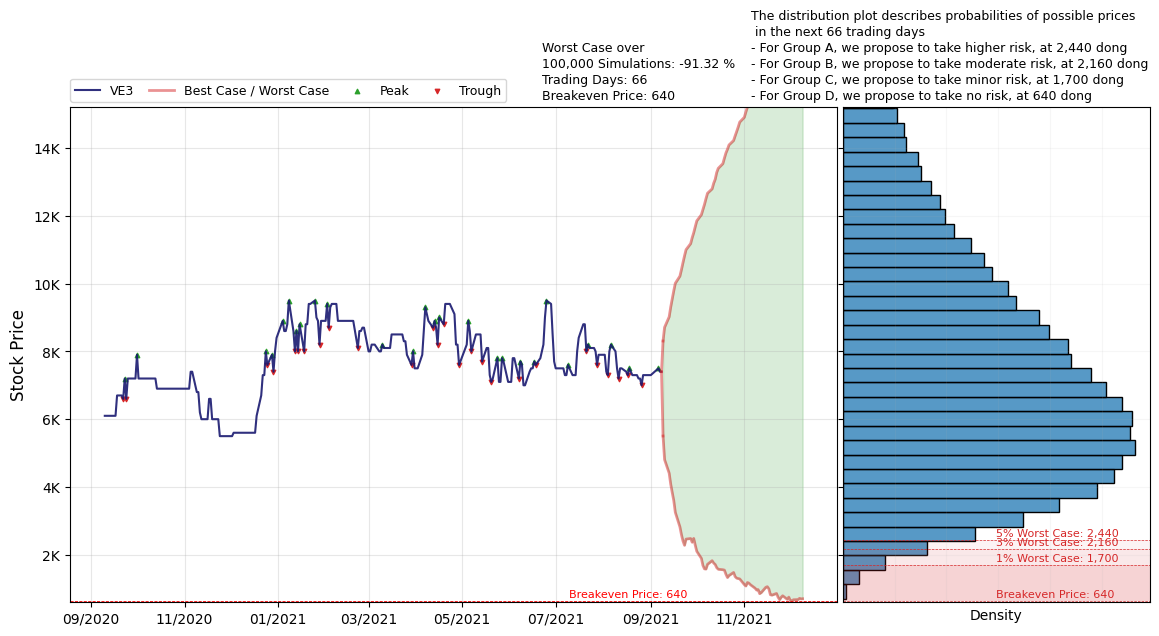 The distribution plot describes probabilities of possible prices
in the next 66 trading days
- For Group A, we propose to take higher risk, at 2,440 dong
- For Group B, we propose to take moderate risk, at 2,160 dong
- For Group C, we propose to take minor risk, at 1,700 dong
- For Group D, we propose to take no risk, at 640 dong
Worst Case over
100,000 Simulations: -91.32 %
Trading Days: 66
Breakeven Price: 640
VE3
Best Case / Worst Case
Peak
Trough
Stock Price
14K
12K
10K
8K
6K
4K
2K
09/2020
11/2020
01/2021
03/2021
05/2021
07/2021
09/2021
11/2021
Breakeven Price: 640
5% Worst Case: 2,440
3% Worst Case: 2,160
1% Worst Case: 1,700
Breakeven Price: 640
Density